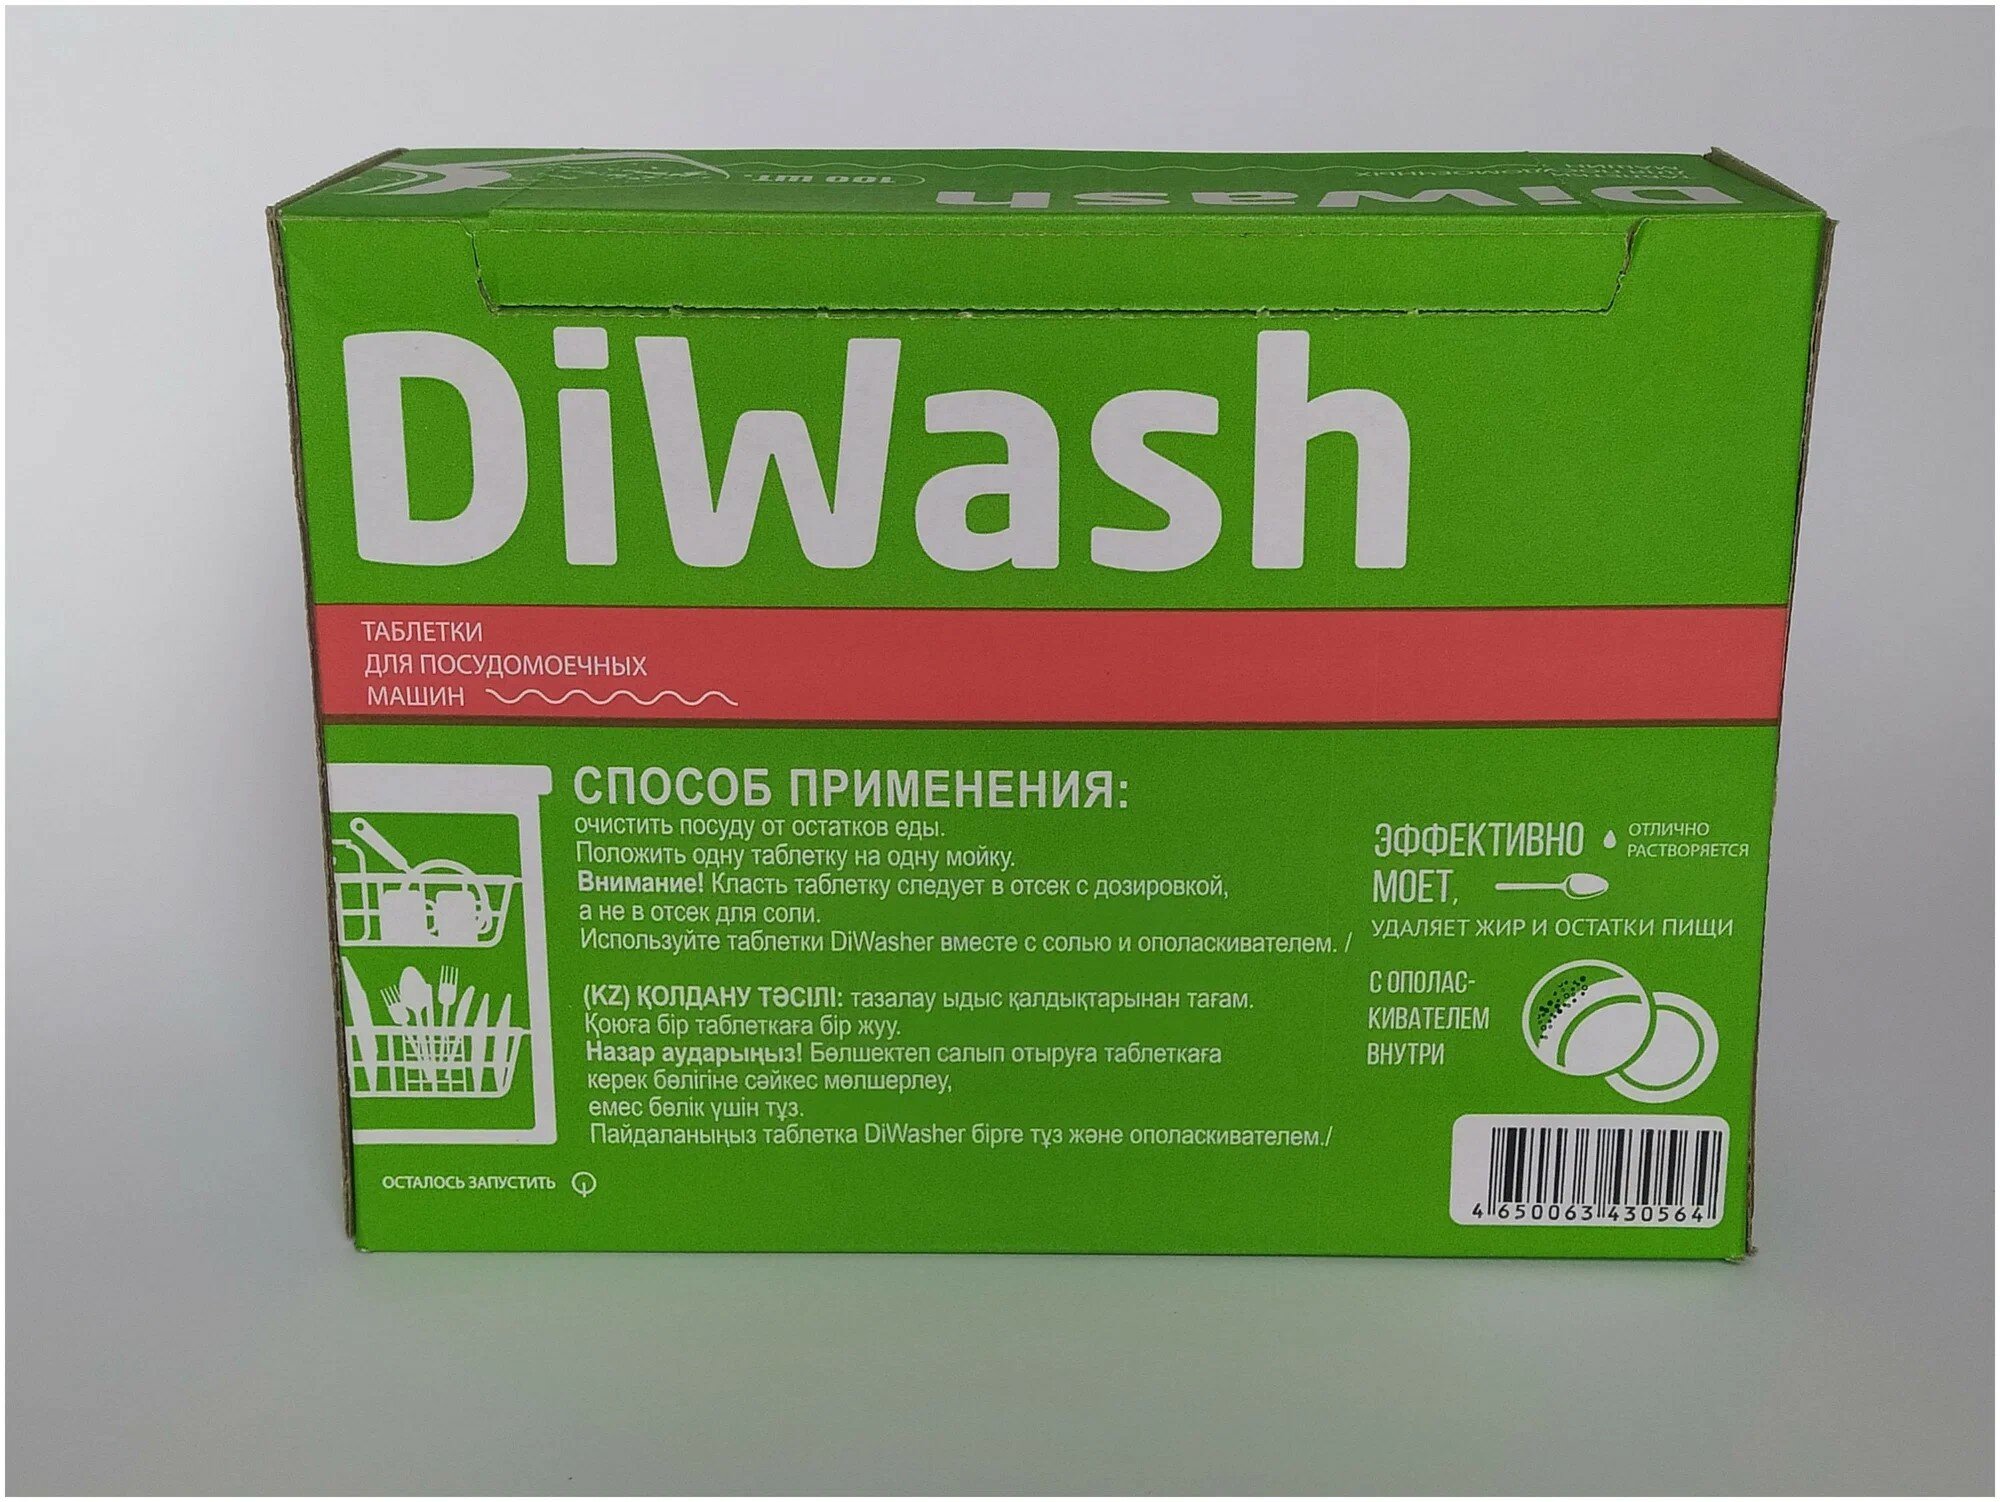 DiWash
100 ШТ.
DiWash
ТАБЛЕТКИ
ДЛЯ ПОСУДОМОЕЧНЫХ
МАШИН
СПОСОБ ПРИМЕНЕНИЯ:
очистить посуду от остатков еды.
Положить одну таблетку на одну мойку.
Внимание! Класть таблетку следует в отсек с дозировкой,
а не в отсек для соли.
Используйте таблетки DiWasher вместе с солью и ополаскивателем. /
(KZ) ҚОЛДАНУ ТӘСІЛІ: тазалау ыдыс қалдықтарынан тағам.
Қоюға бір таблеткаға бір жуу.
Назар аударыңыз! Бөлшектеп салып отыруға таблеткаға
керек бөлігіне сәйкес мөлшерлеу,
емес бөлік үшін тұз.
Пайдаланыңыз таблетка DiWasher бірге тұз және ополаскивателем./
ОСТАЛОСЬ ЗАПУСТИТЬ
ЭФФЕКТИВНО
ОТЛИЧНО
РАСТВОРЯЕТСЯ
МОЕТ,
УДАЛЯЕТ ЖИР И ОСТАТКИ ПИЩИ
С ОПОЛАС-
КИВАТЕЛЕМ
ВНУТРИ
4 650063 430564